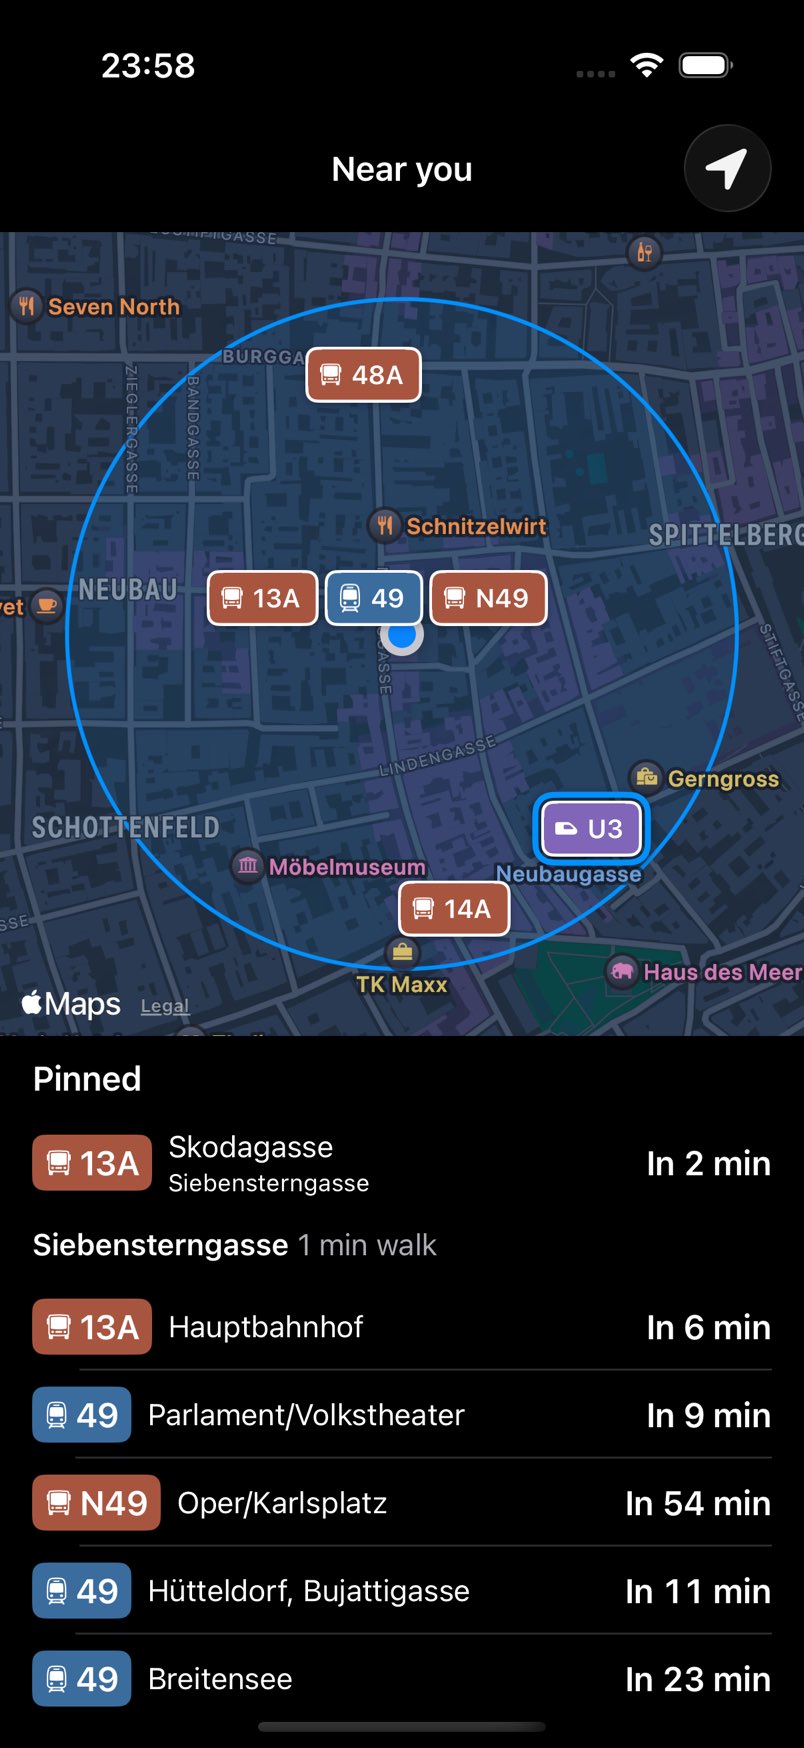 23:58
Near you
Seven North
BURGGA
48A
ZIEGLERGASSE
BANDGASSE
Schnitzelwirt
SPITTELBERG
NEUBAU
13A
49
N49
GASSE
STIFTGASSE
LINDENGASSE
Gerngross
U3
SCHOTTENFELD
Möbelmuseum
Neubaugasse
14A
TK Maxx
Haus des Meer
Maps
Legal
Pinned
13A
Skodagasse
In 2 min
Siebensterngasse
Siebensterngasse 1 min walk
13A Hauptbahnhof In 6 min
49 Parlament/Volkstheater In 9 min
N49 Oper/Karlsplatz In 54 min
49 Hütteldorf, Bujattigasse In 11 min
49 Breitensee In 23 min